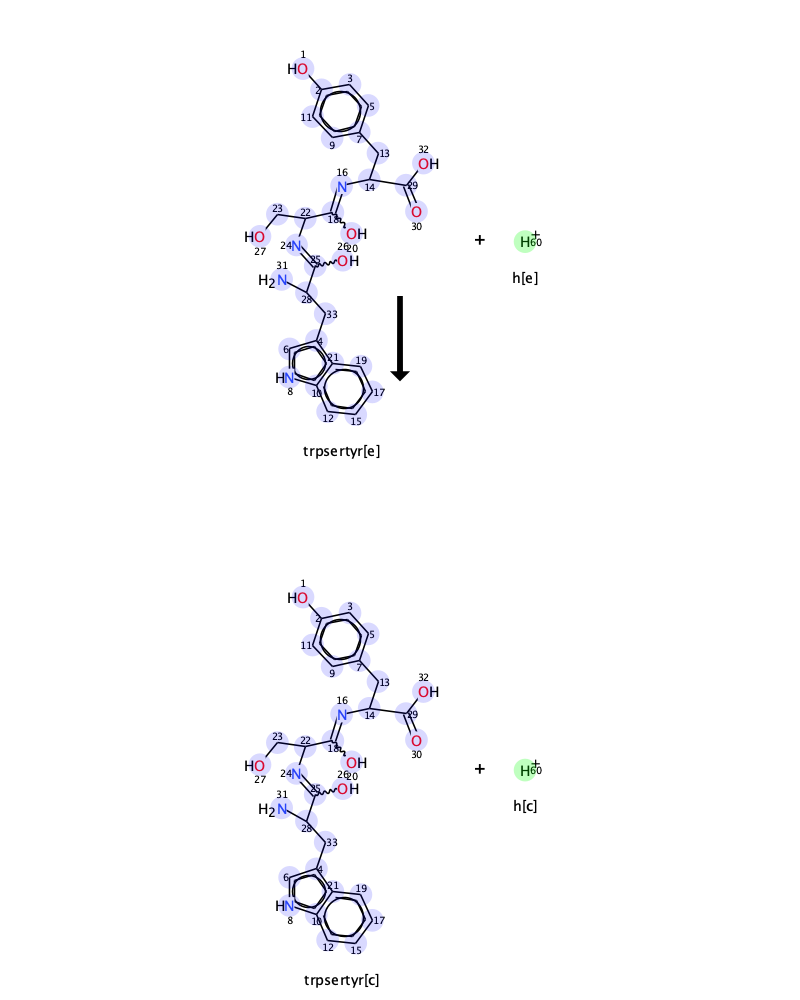 1
HO
2
3
11
5
9
7
13
32
16
OH
N
14
29
O
30
23
22
18
HO
27
24
N
26
OH
20
25
OH
31
H2N
28
33
4
6
21
19
HN
8
10
17
12
15
trpsertyr[e]
+
H+
60
h[e]
1
HO
2
3
11
5
9
7
13
32
16
OH
N
14
29
O
30
23
22
18
HO
27
24
N
26
OH
20
25
OH
31
H2N
28
33
4
6
21
19
HN
8
10
17
12
15
trpsertyr[c]
+
H+
60
h[c]